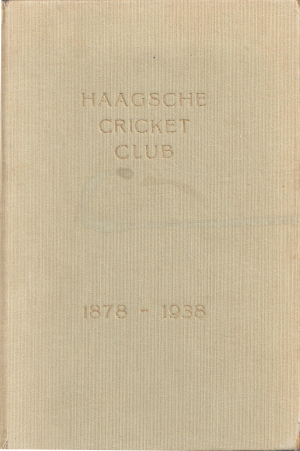 HAAGSCHE
CRICKET
CLUB
1878 - 1938